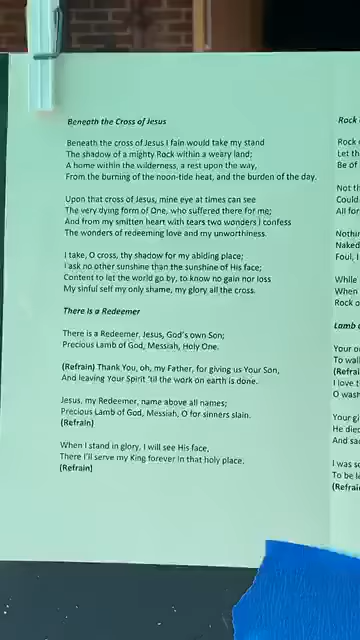 Beneath the Cross of Jesus
Beneath the cross of Jesus I fain would take my stand
The shadow of a mighty Rock within a weary land;
A home within the wilderness, a rest upon the way,
From the burning of the noon-tide heat, and the burden of the day.
Upon that cross of Jesus, mine eye at times can see
The very dying form of One, who suffered there for me;
And from my smitten heart with tears two wonders I confess
The wonders of redeeming love and my unworthiness.
I take, O cross, thy shadow for my abiding place;
I ask no other sunshine than the sunshine of His face;
Content to let the world go by, to know no gain nor loss
My sinful self my only shame, my glory all the cross.
There is a Redeemer
There is a Redeemer, Jesus, God's own Son;
Precious Lamb of God, Messiah, Holy One.
(Refrain) Thank You, oh, my Father, for giving us Your Son,
And leaving Your Spirit 'til the work on earth is done.
Jesus, my Redeemer, name above all names;
Precious Lamb of God, Messiah, O for sinners slain.
(Refrain)
When I stand in glory, I will see His face,
There I'll serve my King forever in that holy place.
(Refrain)
Rock
Rock
Let th
Be of
Not th
Could
All for
Nothin
Naked
Foul, I
While
When
Rock o
Lamb
Your o
To wal
(Refrai
I love t
O wash
Your gi
He died
And sa
I was so
To be l
(Refrai